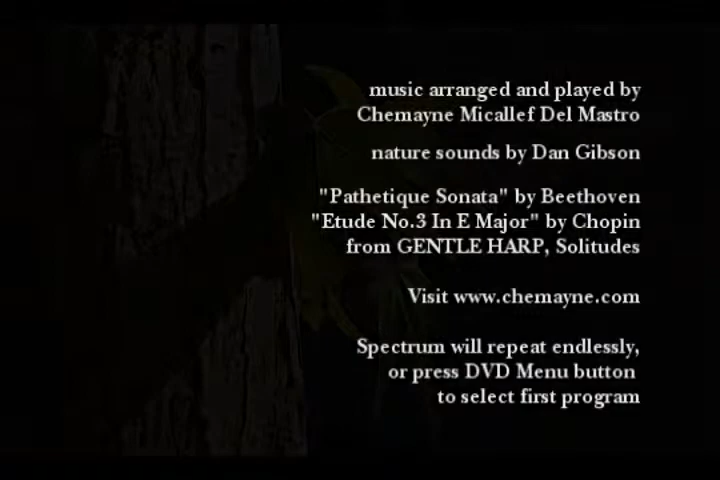 music arranged and played by
Chemayne Micallef Del Mastro
nature sounds by Dan Gibson
"Pathetique Sonata" by Beethoven
"Etude No.3 In E Major" by Chopin
from GENTLE HARP, Solitudes
Visit www.chemayne.com
Spectrum will repeat endlessly,
or press DVD Menu button
to select first program